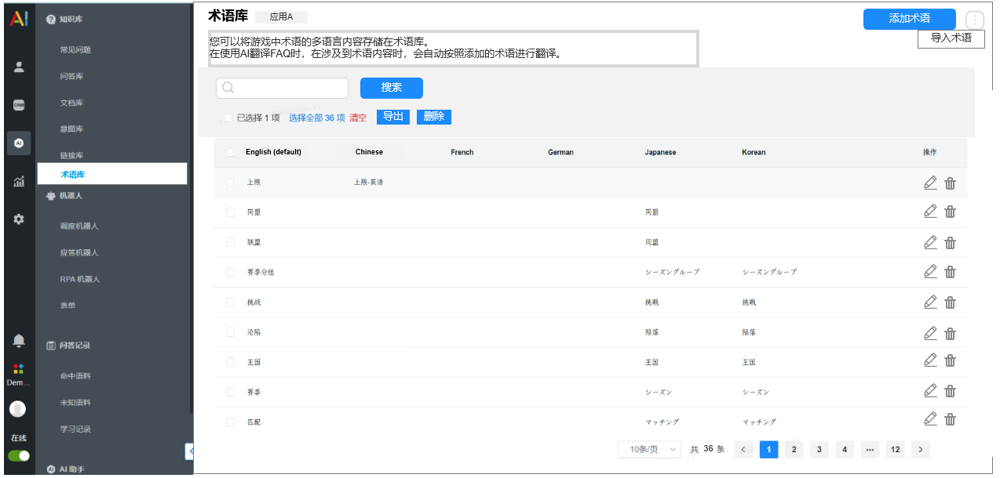 AI
知识库
常见问题
问答库
文档库
意图库
链接库
术语库
机器人
调度机器人
应答机器人
RPA 机器人
表单
问答记录
命中语料
未知语料
学习记录
AI 助手
CRM
AI
Dem...
在线
术语库 应用A
添加术语
导入术语
您可以将游戏中术语的多语言内容存储在术语库。
在使用AI翻译FAQ时，在涉及到术语内容时，会自动按照添加的术语进行翻译。
搜索
已选择 1 项 选择全部 36 项 清空 导出 删除
English (default) Chinese French German Japanese Korean 操作
上限 上限-英语
同盟 同盟
联盟 同盟
赛季分组 シーズングループ シーズングループ
挑战 挑戦 挑戦
沦陷 陥落 陥落
王国 王国 王国
赛季 シーズン シーズン
匹配 マッチング マッチング
10条/页 共 36 条 1 2 3 4 ··· 12